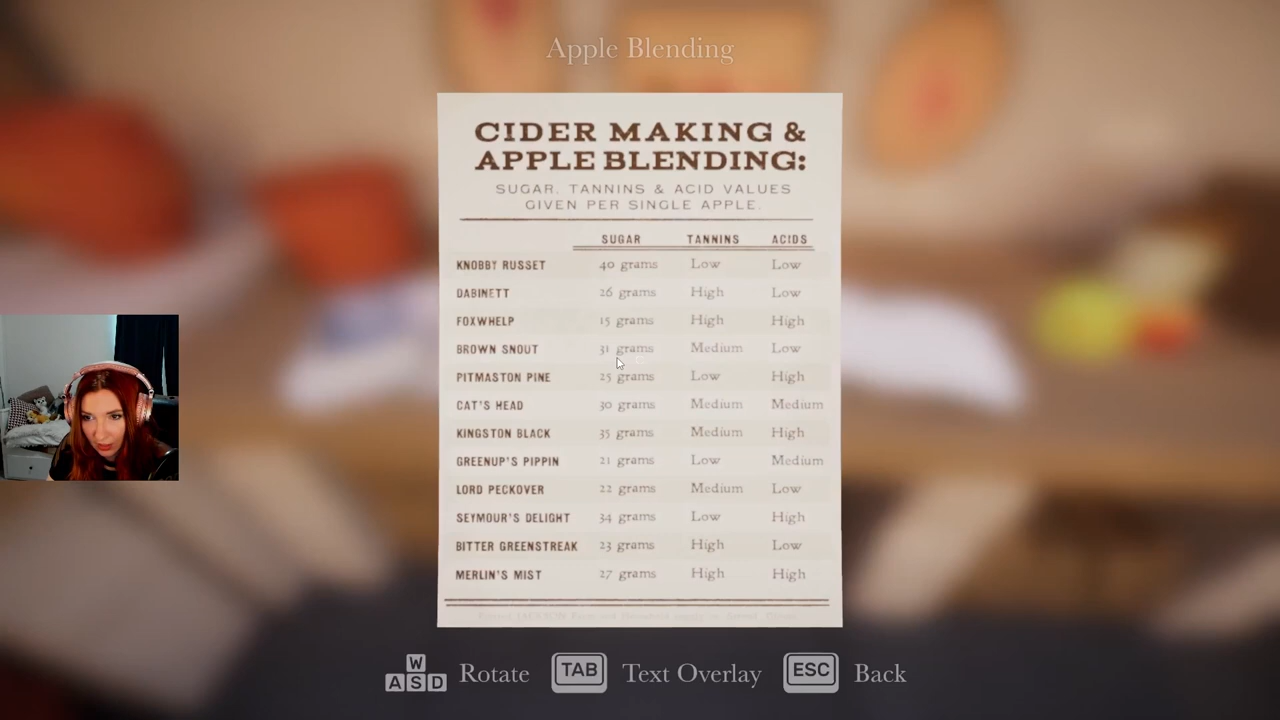 Apple Blending
CIDER MAKING &
APPLE BLENDING:
SUGAR, TANNINS & ACID VALUES
GIVEN PER SINGLE APPLE.
SUGAR TANNINS ACIDS
KNOBBY RUSSET 40 grams Low Low
DABINETT 26 grams High Low
FOXWHELP 15 grams High High
BROWN SNOUT 31 grams Medium Low
PITMASTON PINE 25 grams Low High
CAT'S HEAD 30 grams Medium Medium
KINGSTON BLACK 35 grams Medium High
GREENUP'S PIPPIN 21 grams Low Medium
LORD PECKOVER 22 grams Medium Low
SEYMOUR'S DELIGHT 34 grams Low High
BITTER GREENSTREAK 23 grams High Low
MERLIN'S MIST 27 grams High High
W
A S D Rotate TAB Text Overlay ESC Back